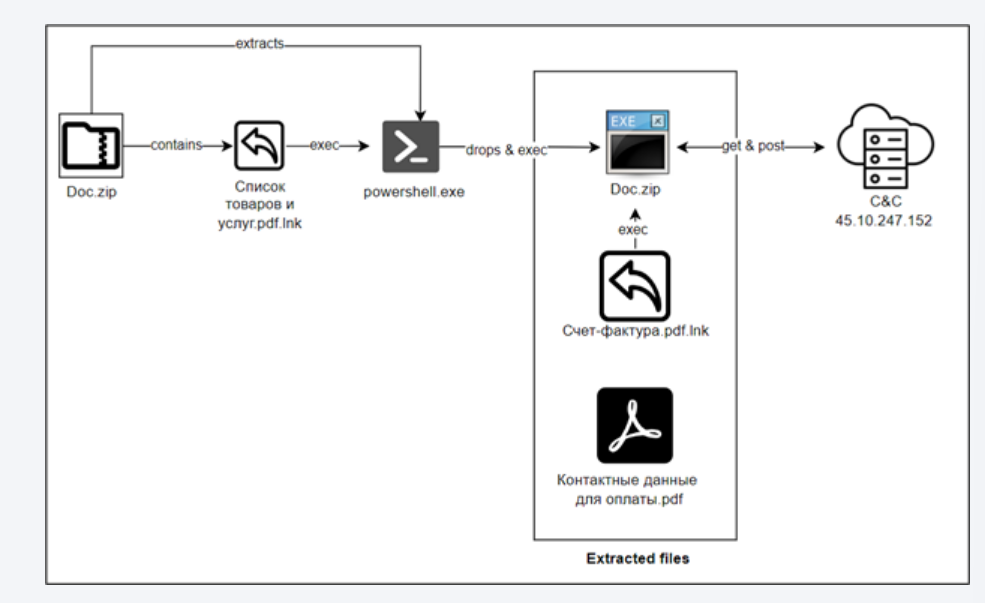 extracts
contains
exec
drops & exec
get & post
EXE
Doc.zip
Список
товаров и
услуг.pdf.lnk
powershell.exe
Doc.zip
C&C
45.10.247.152
exec
Счет-фактура.pdf.lnk
Контактные данные
для оплаты.pdf
Extracted files